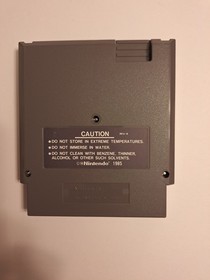 CAUTION
●DO NOT STORE IN EXTREME TEMPERATURES.
●DO NOT IMMERSE IN WATER.
●DO NOT CLEAN WITH BENZENE, THINNER,
ALCOHOL OR OTHER SUCH SOLVENTS.
Nintendo 1985